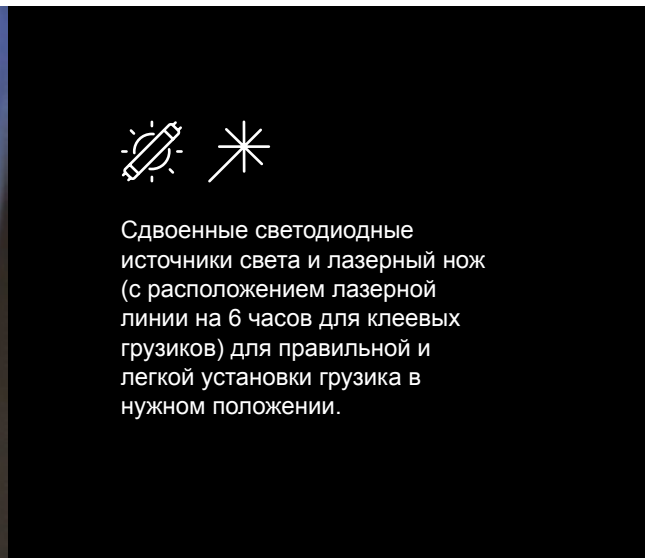 Сдвоенные светодиодные
источники света и лазерный нож
(с расположением лазерной
линии на 6 часов для клеевых
грузиков) для правильной и
легкой установки грузика в
нужном положении.